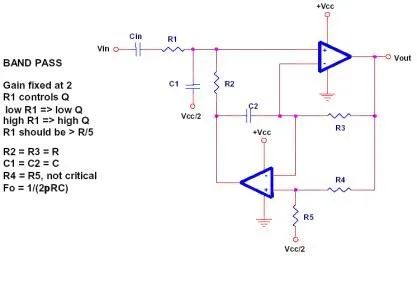 +Vcc
Cin
R1
Vin
Vout
BAND PASS
C1
R2
Gain fixed at 2
R1 controls Q
low R1 => low Q
high R1 => high Q
R1 should be > R/5
Vcc/2
C2
R3
+Vcc
R2 = R3 = R
C1 = C2 = C
R4 = R5, not critical
Fo = 1/(2pRC)
R4
R5
Vcc/2